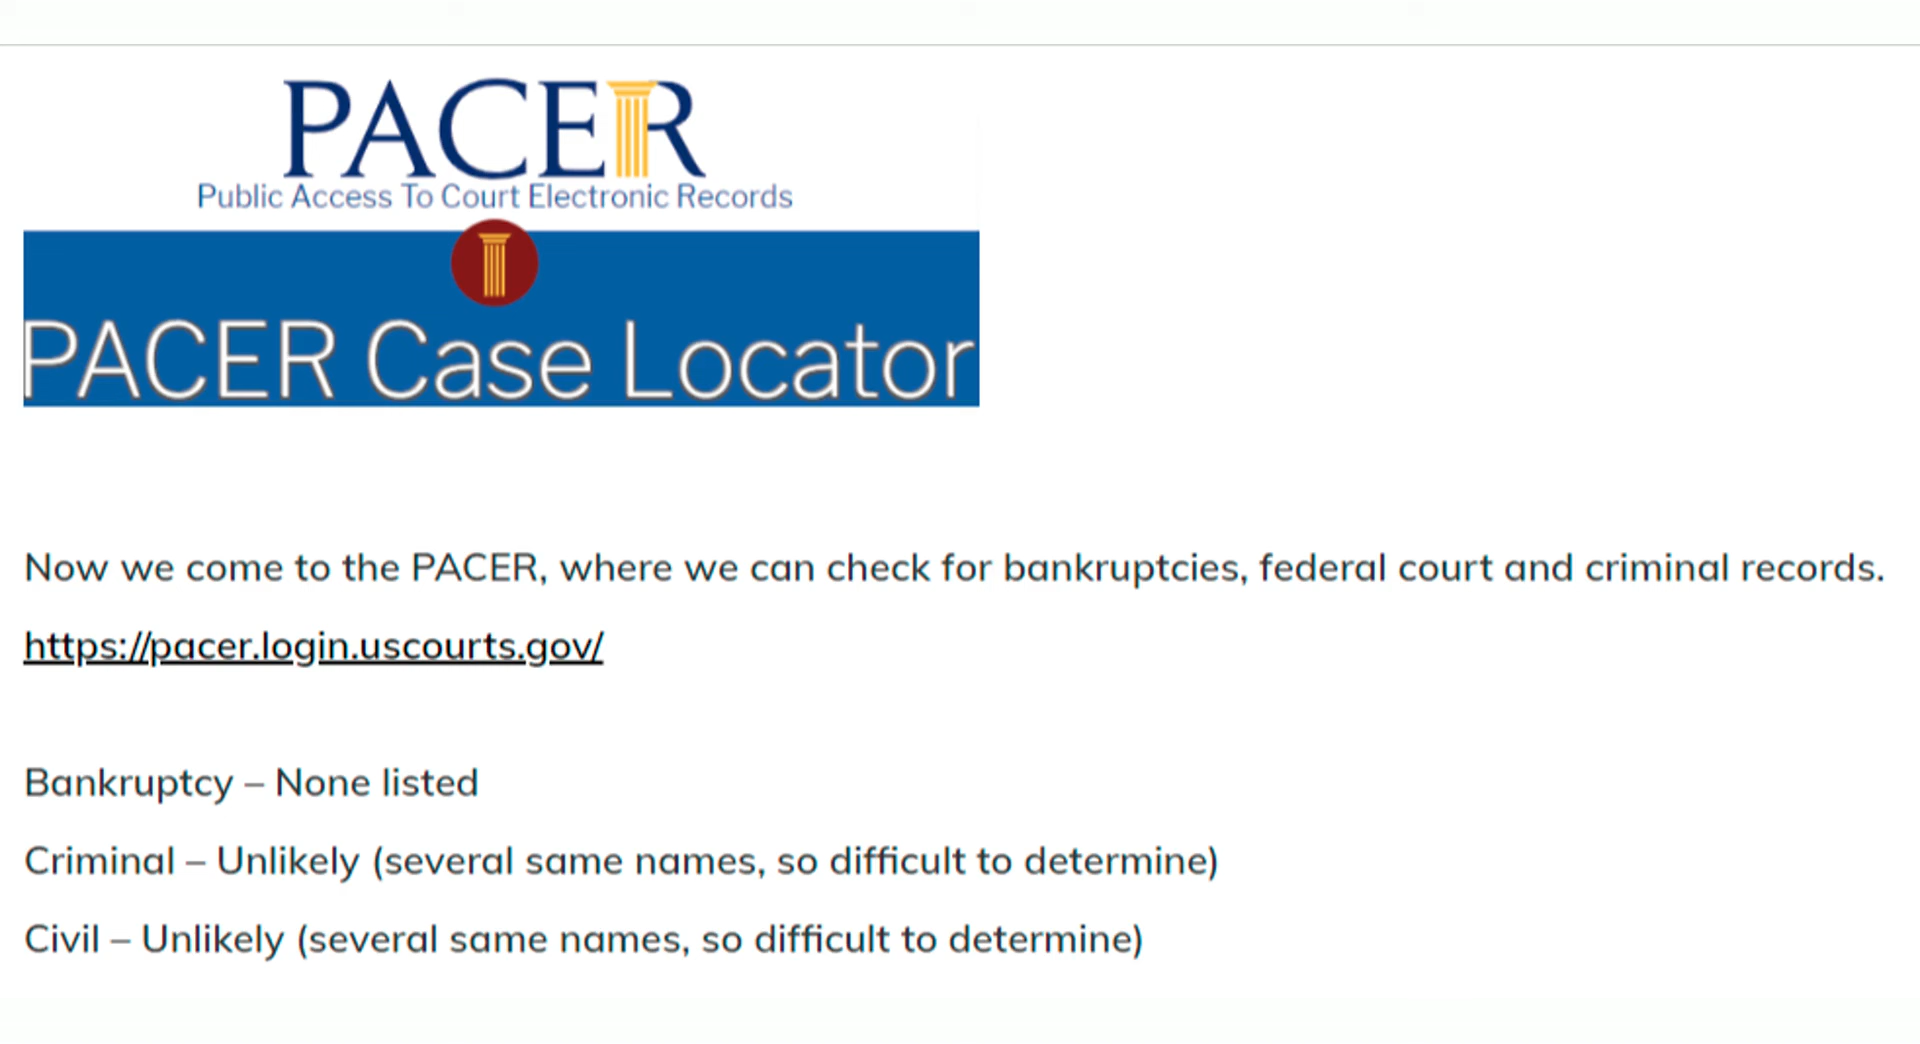 PACER
Public Access To Court Electronic Records
PACER Case Locator
Now we come to the PACER, where we can check for bankruptcies, federal court and criminal records.
https://pacer.login.uscourts.gov/
Bankruptcy – None listed
Criminal – Unlikely (several same names, so difficult to determine)
Civil – Unlikely (several same names, so difficult to determine)